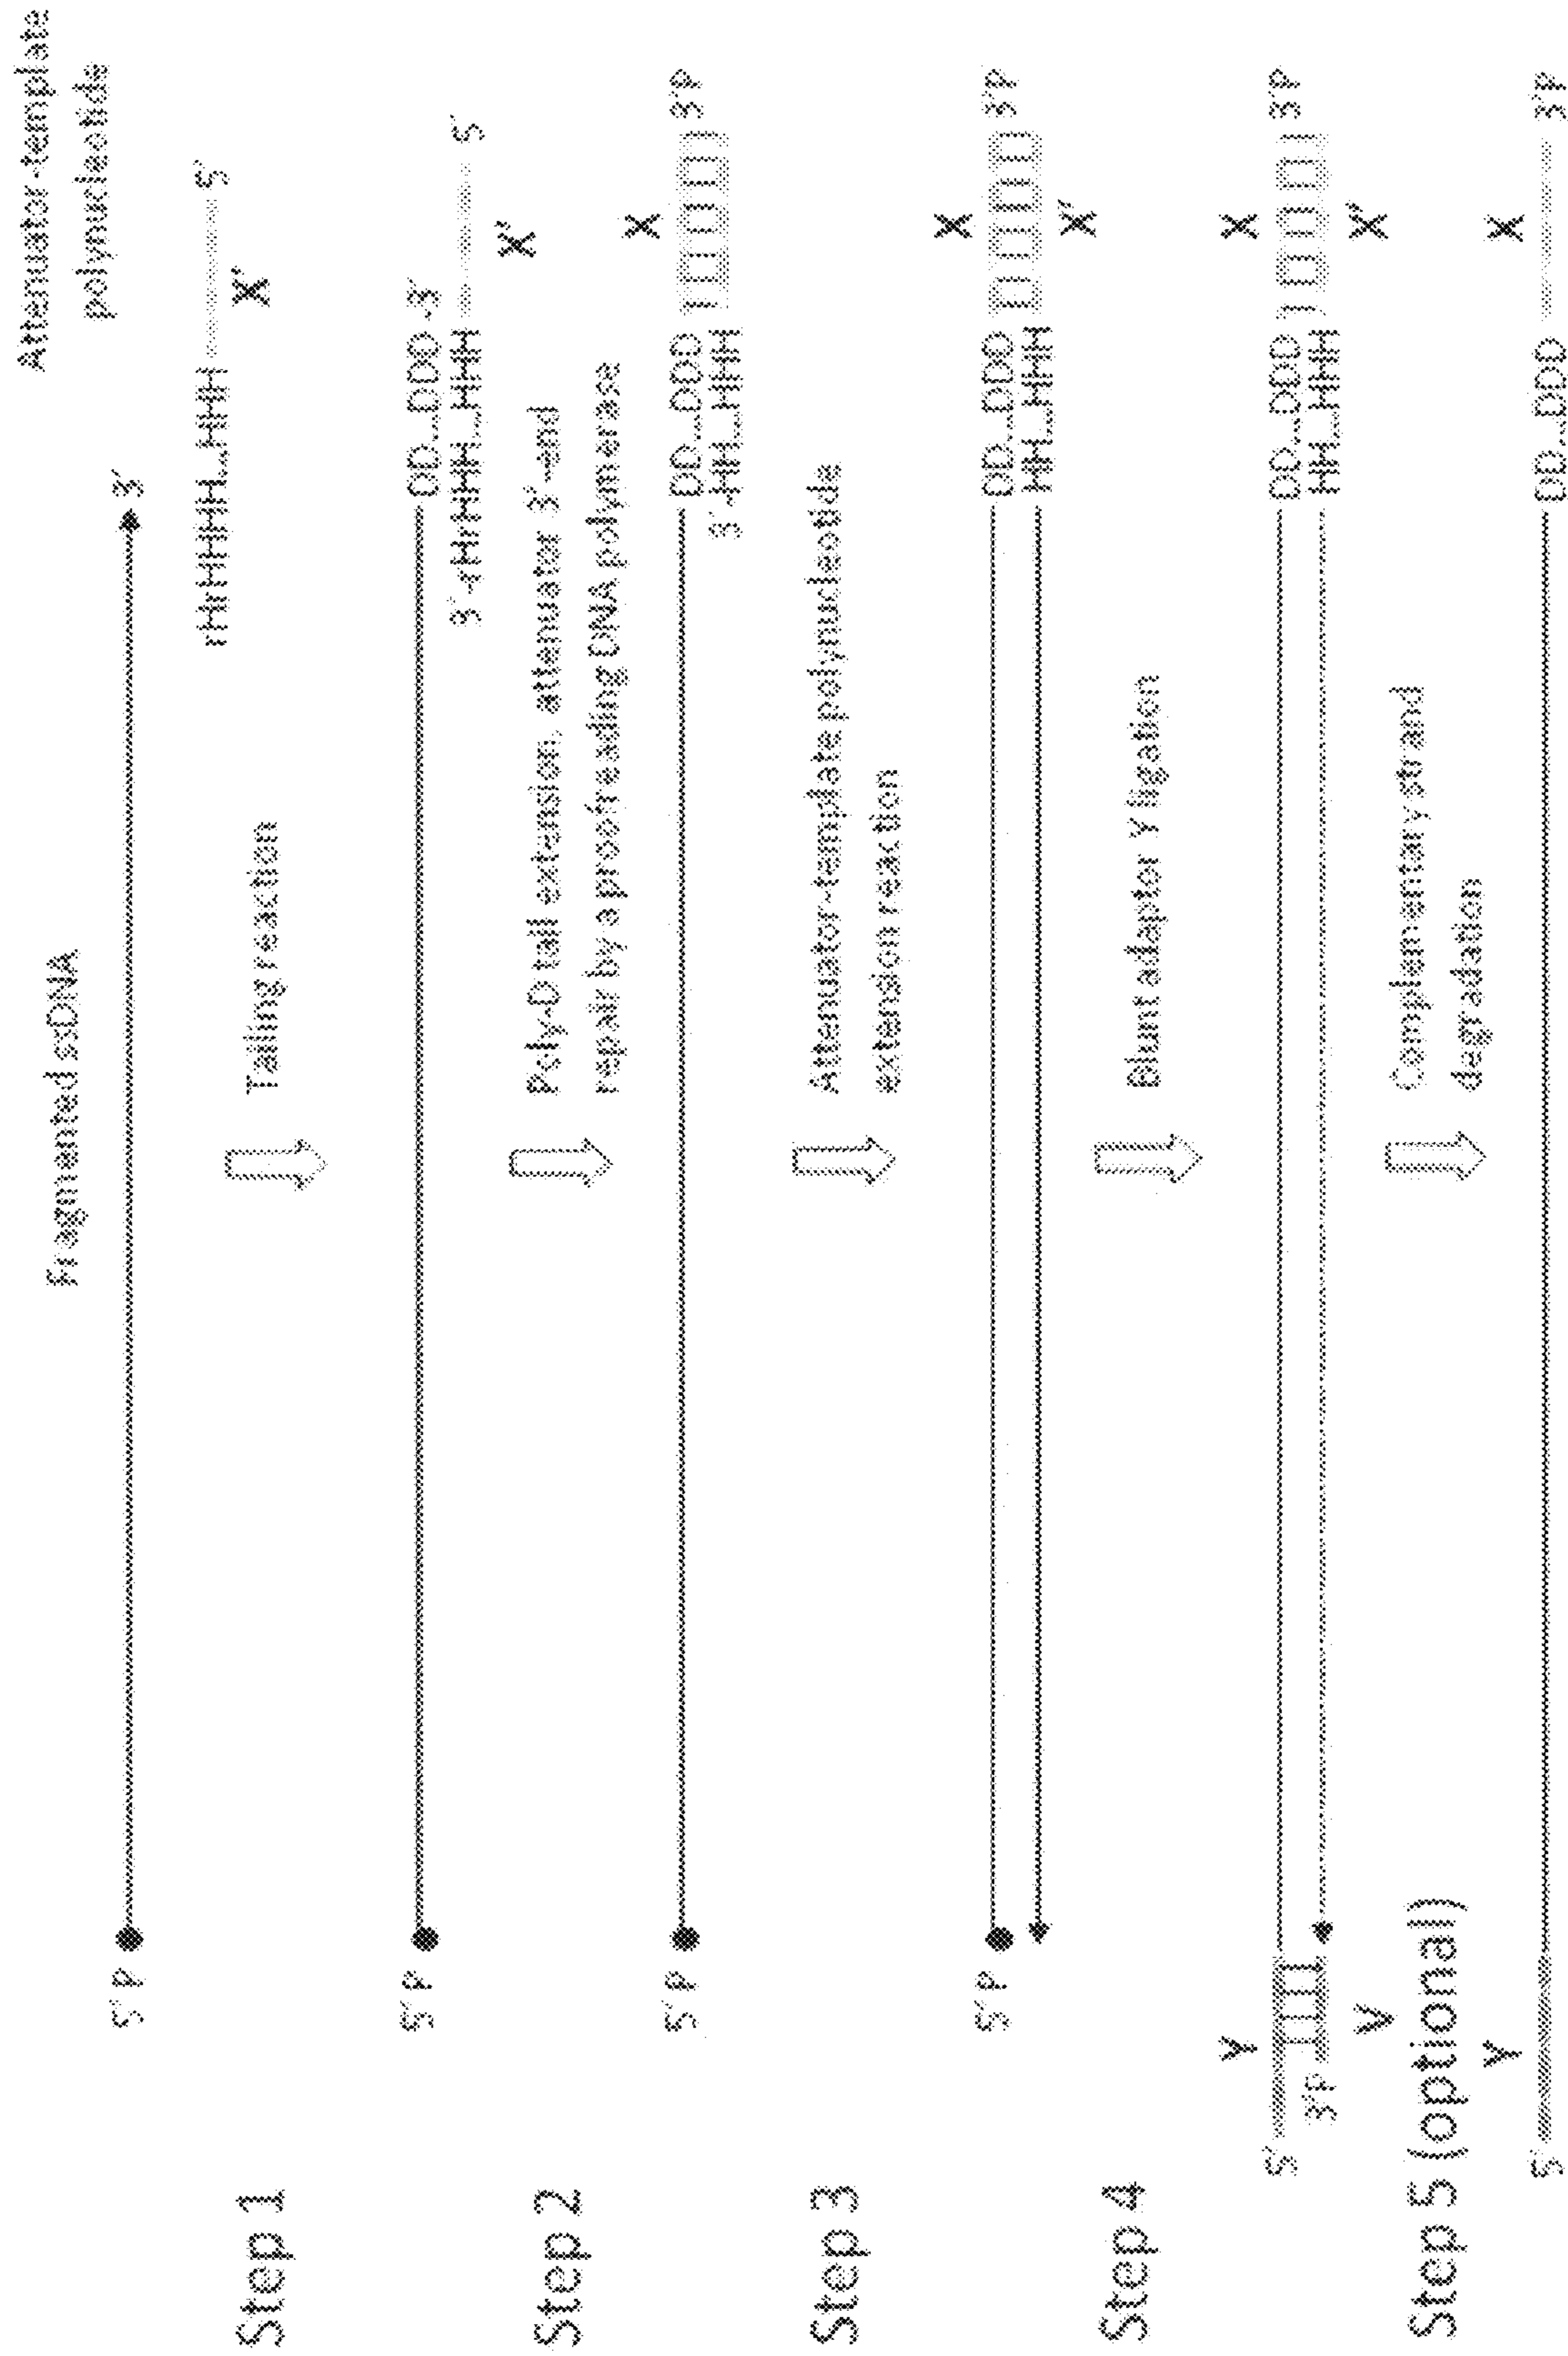 Attenuator-template
polynucleotide
Fragmented ssDNA
5´ P 3´
rHrHHHH...HHH 5´
X'
Step 1 Tailing reaction
5´ P DD...DDD -3´
3´-rHrHHH...HHH 5´
X'
Step 2 Poly-D tail extension, attenuator 3´-end
repair by a proofreading DNA polymerase
X
5´ P DD...DDD 3´P
3´-HH...HHH
Step 3 Attenuator-template polynucleotide
extension reaction
X
5´ P DD...DDD 3´P
HH...HHH
X'
Step 4 Blunt adapter Y ligation
Y X
5´ DD...DDD 3´P
3´P HH...HHH
V X'
Step 5 (optional) Complementary strand
degradation
Y X
5´ DD...DDD 3´P